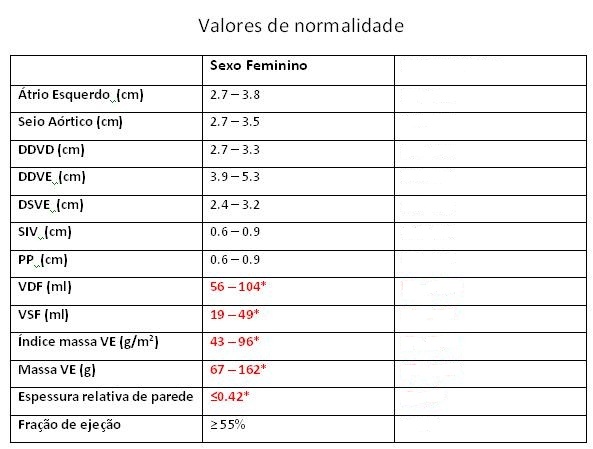 Valores de normalidade
Sexo Feminino
Átrio Esquerdo (cm) 2.7 – 3.8
Seio Aórtico (cm) 2.7 – 3.5
DDVD (cm) 2.7 – 3.3
DDVE (cm) 3.9 – 5.3
DSVE (cm) 2.4 – 3.2
SIV (cm) 0.6 – 0.9
PP (cm) 0.6 – 0.9
VDF (ml) 56 – 104*
VSF (ml) 19 – 49*
Índice massa VE (g/m²) 43 – 96*
Massa VE (g) 67 – 162*
Espessura relativa de parede ≤0.42*
Fração de ejeção ≥ 55%